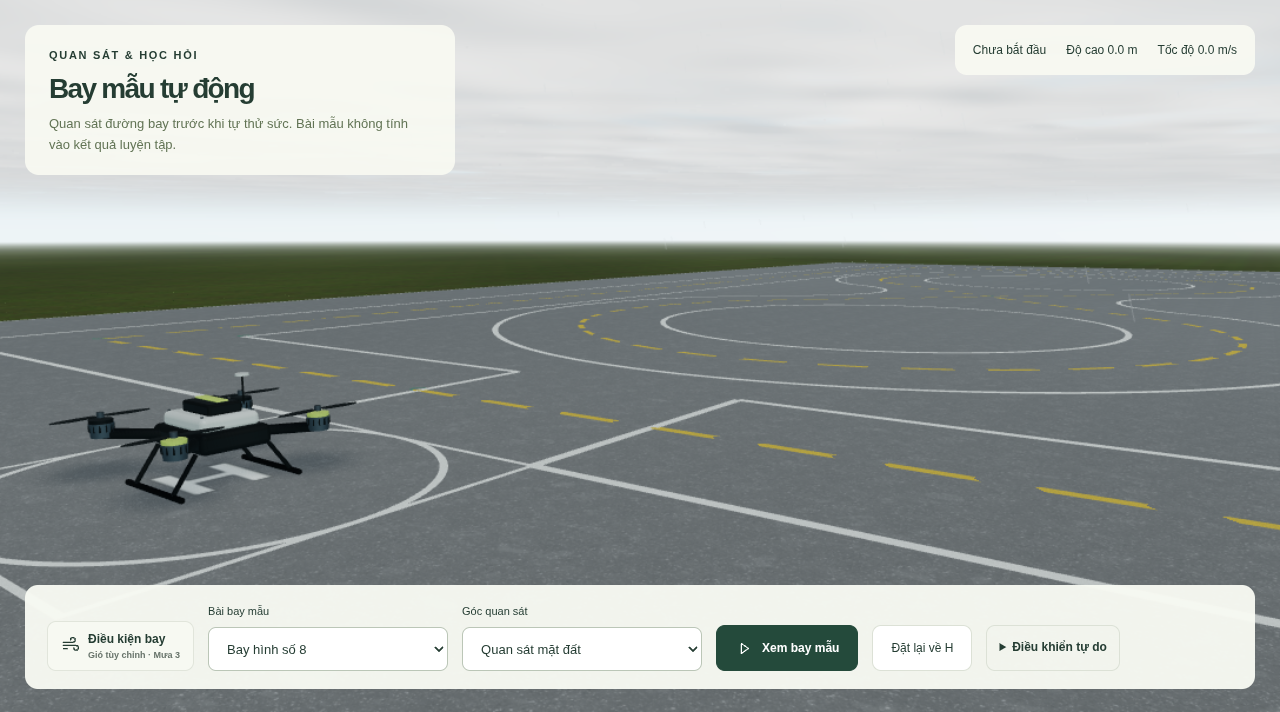 QUAN SÁT & HỌC HỎI
Bay mẫu tự động
Quan sát đường bay trước khi tự thử sức. Bài mẫu không tính
vào kết quả luyện tập.
Chưa bắt đầu Độ cao 0.0 m Tốc độ 0.0 m/s
H
Điều kiện bay
Gió tùy chỉnh · Mưa 3
Bài bay mẫu
Bay hình số 8
Góc quan sát
Quan sát mặt đất
Xem bay mẫu
Đặt lại về H
Điều khiển tự do